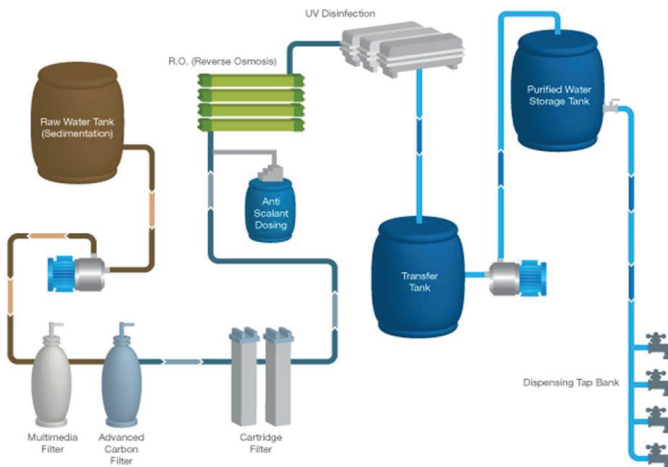 UV Disinfection
R.O. (Reverse Osmosis)
Raw Water Tank
(Sedimentation)
Purified Water
Storage Tank
Anti
Scalant
Dosing
Transfer
Tank
Dispensing Tap Bank
Multimedia
Filter
Advanced
Carbon
Filter
Cartridge
Filter